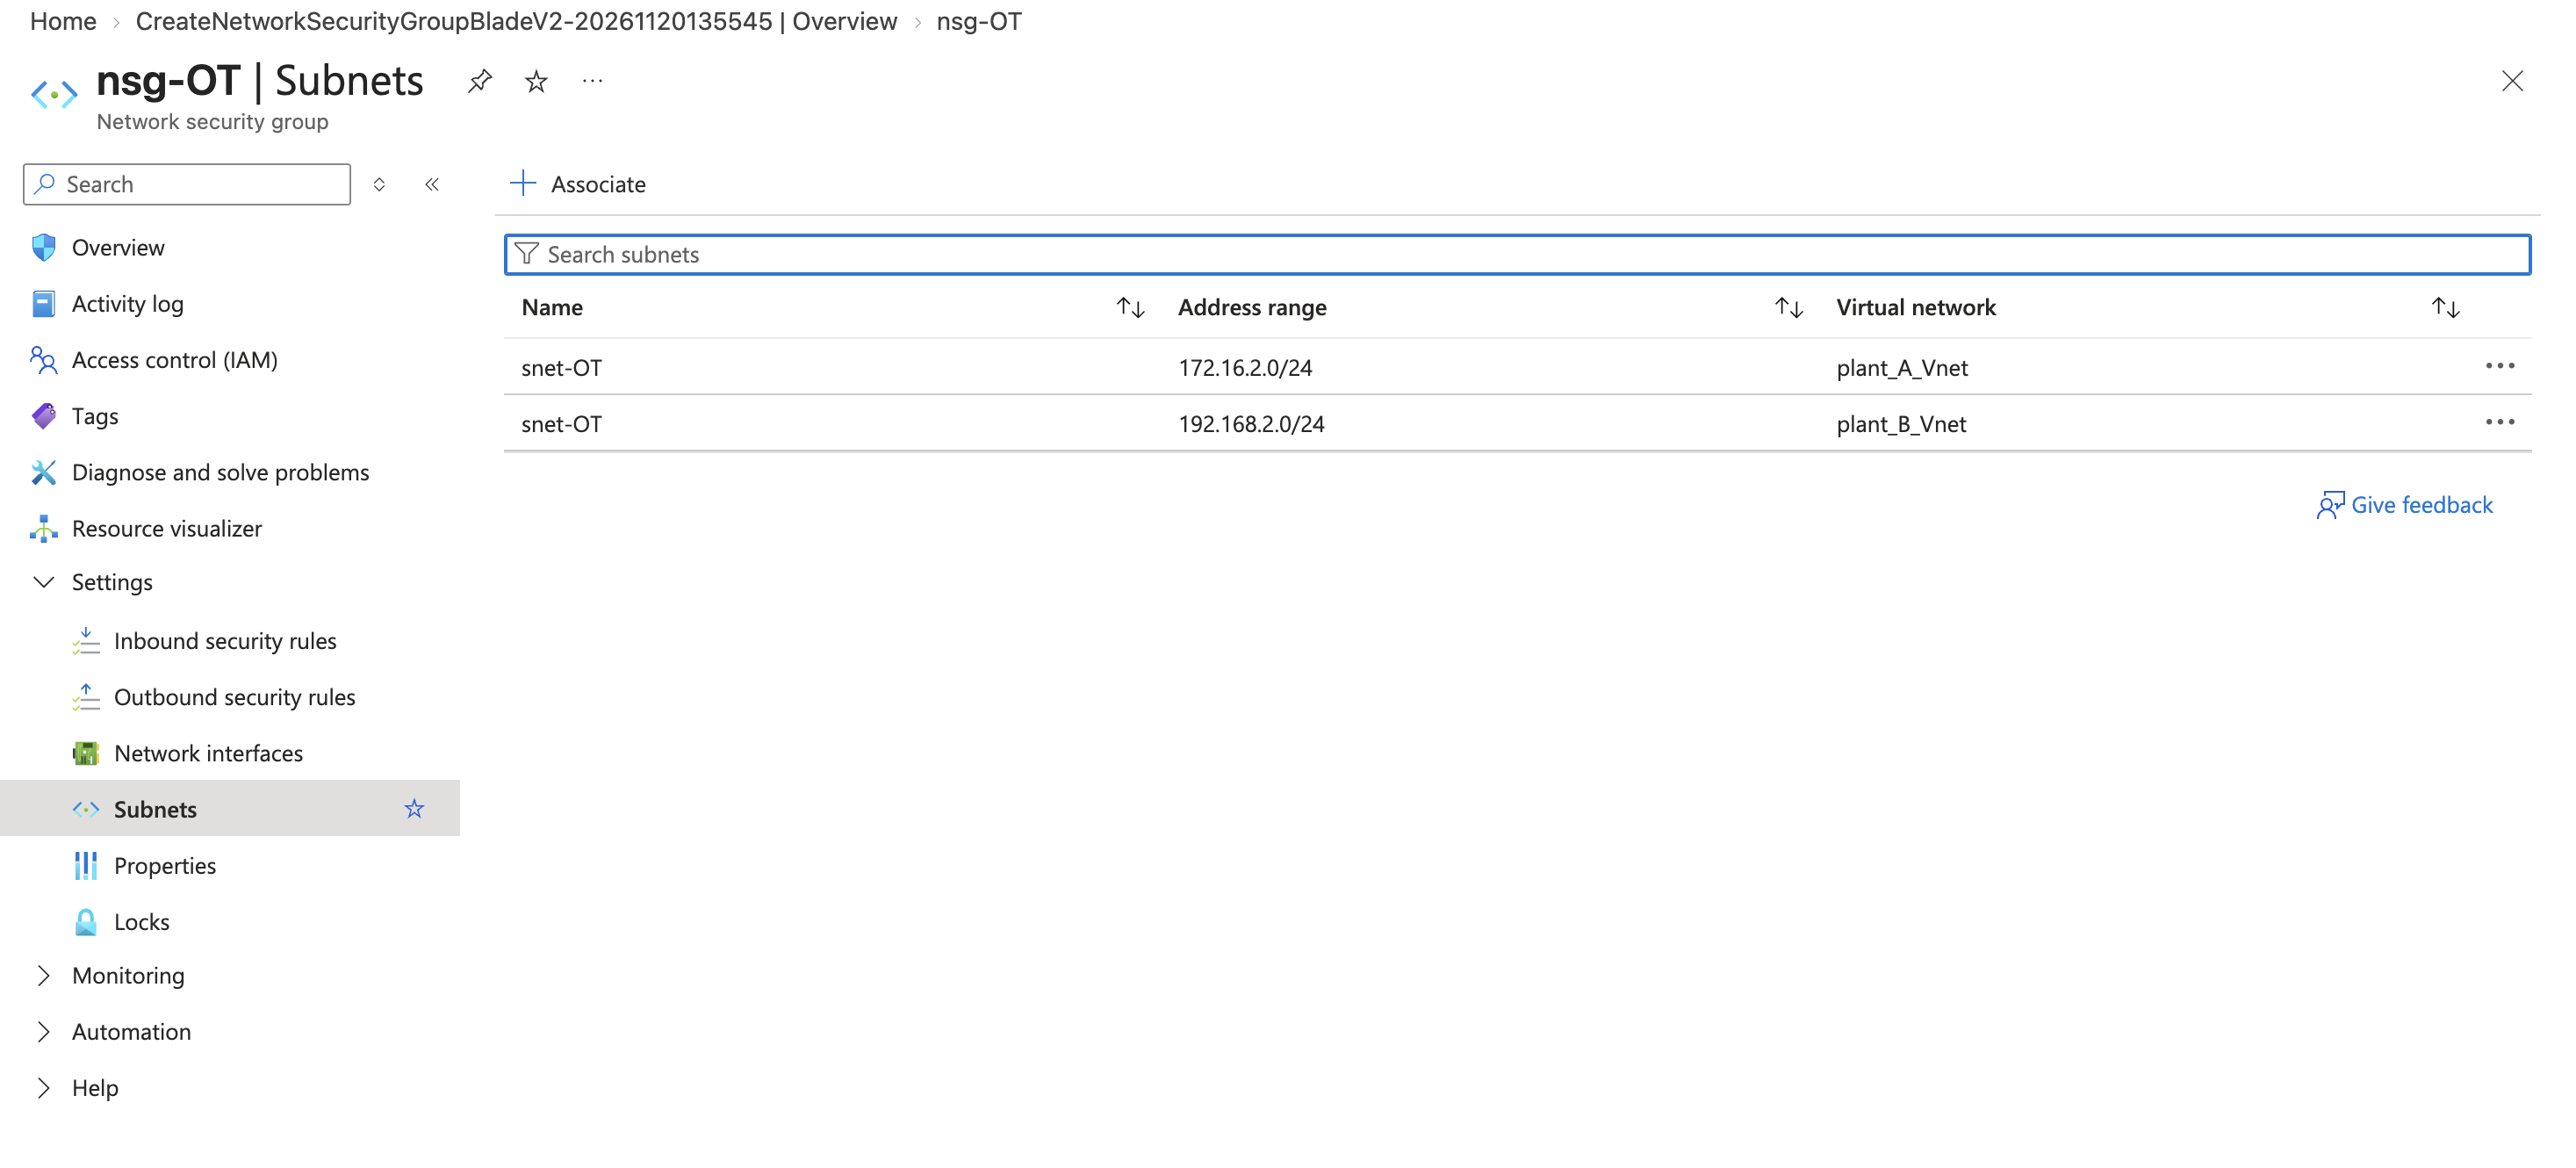 Home > CreateNetworkSecurityGroupBladeV2-20261120135545 | Overview > nsg-OT
nsg-OT | Subnets
Network security group
Search
Overview
Activity log
Access control (IAM)
Tags
Diagnose and solve problems
Resource visualizer
Settings
Inbound security rules
Outbound security rules
Network interfaces
Subnets
Properties
Locks
Monitoring
Automation
Help
Associate
Search subnets
Name Address range Virtual network
snet-OT 172.16.2.0/24 plant_A_Vnet
snet-OT 192.168.2.0/24 plant_B_Vnet
Give feedback